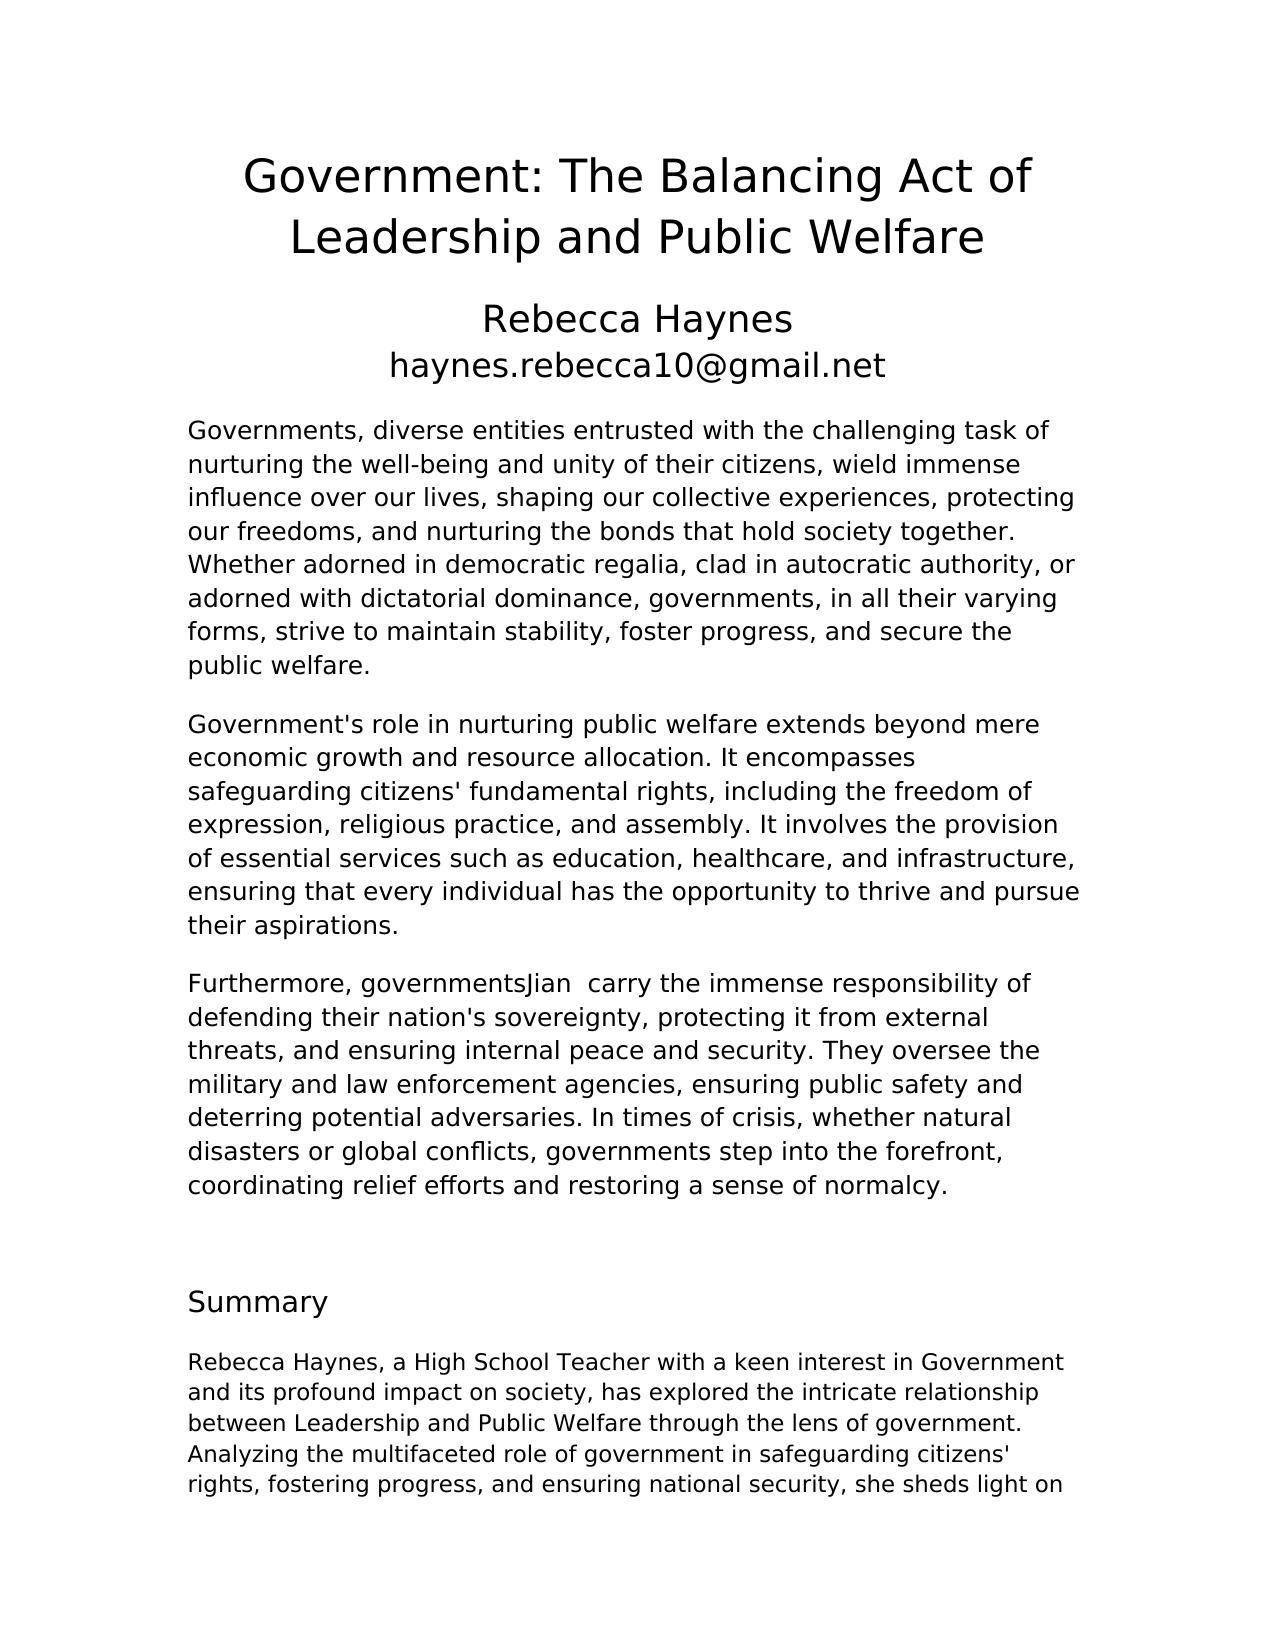 Government: The Balancing Act of
Leadership and Public Welfare
Rebecca Haynes
haynes.rebecca10@gmail.net
Governments, diverse entities entrusted with the challenging task of
nurturing the well-being and unity of their citizens, wield immense
influence over our lives, shaping our collective experiences, protecting
our freedoms, and nurturing the bonds that hold society together.
Whether adorned in democratic regalia, clad in autocratic authority, or
adorned with dictatorial dominance, governments, in all their varying
forms, strive to maintain stability, foster progress, and secure the
public welfare.
Government's role in nurturing public welfare extends beyond mere
economic growth and resource allocation. It encompasses
safeguarding citizens' fundamental rights, including the freedom of
expression, religious practice, and assembly. It involves the provision
of essential services such as education, healthcare, and infrastructure,
ensuring that every individual has the opportunity to thrive and pursue
their aspirations.
Furthermore, governmentsJian  carry the immense responsibility of
defending their nation's sovereignty, protecting it from external
threats, and ensuring internal peace and security. They oversee the
military and law enforcement agencies, ensuring public safety and
deterring potential adversaries. In times of crisis, whether natural
disasters or global conflicts, governments step into the forefront,
coordinating relief efforts and restoring a sense of normalcy.
Summary
Rebecca Haynes, a High School Teacher with a keen interest in Government
and its profound impact on society, has explored the intricate relationship
between Leadership and Public Welfare through the lens of government.
Analyzing the multifaceted role of government in safeguarding citizens'
rights, fostering progress, and ensuring national security, she sheds light on